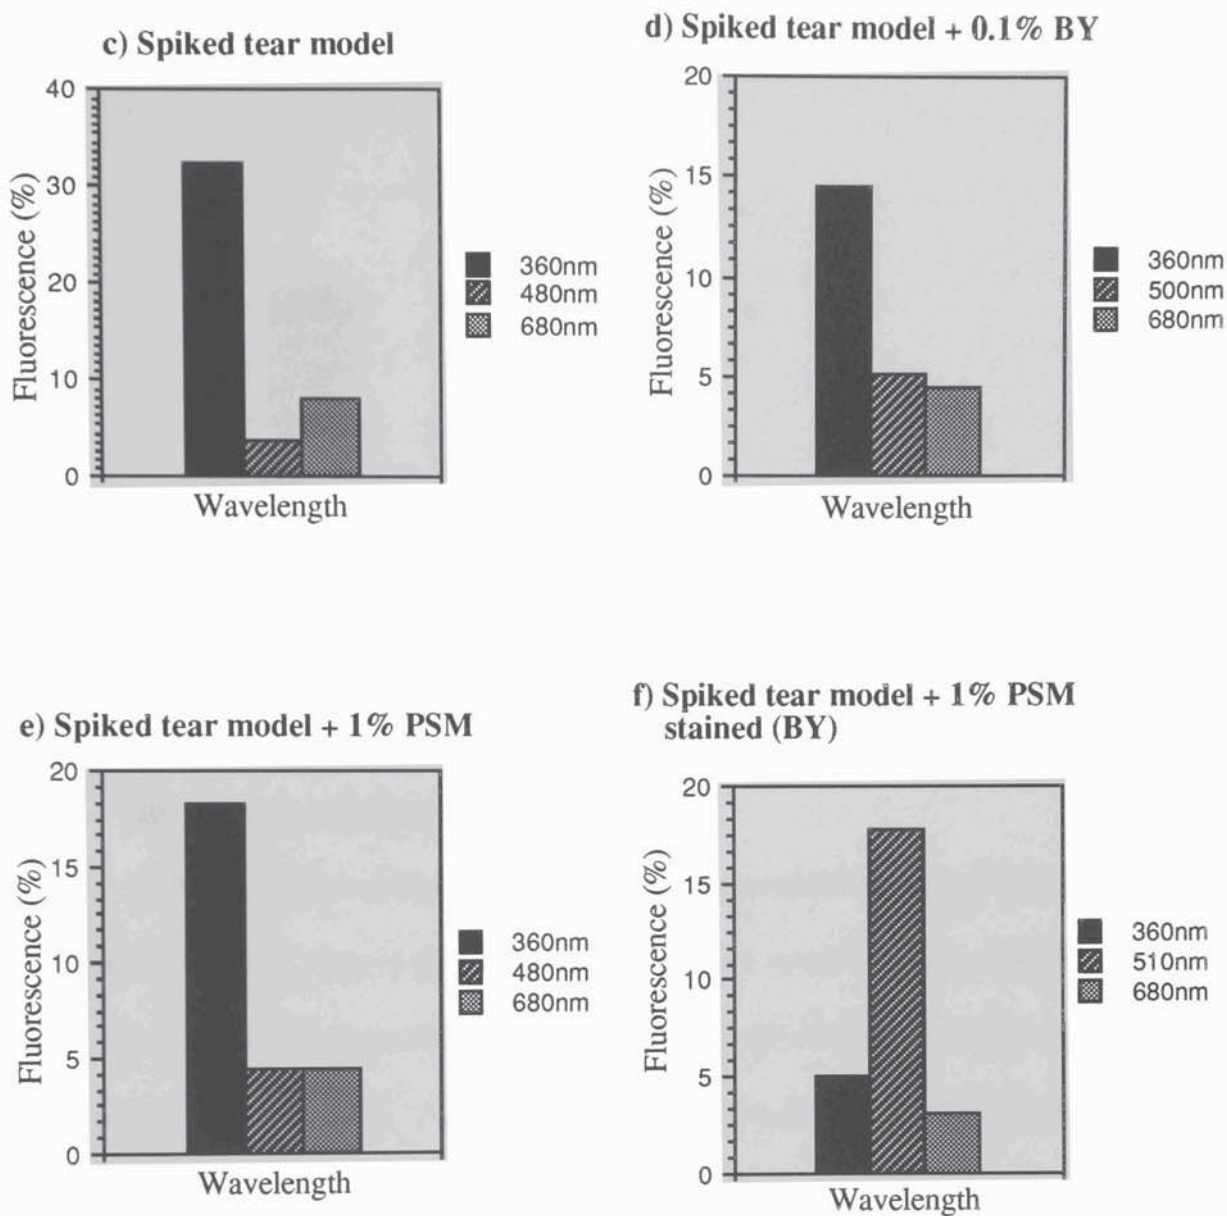 c) Spiked tear model
40
30
20
10
0
Fluorescence (%)
Wavelength
360nm
480nm
680nm
d) Spiked tear model + 0.1% BY
20
15
10
5
0
Fluorescence (%)
Wavelength
360nm
500nm
680nm
e) Spiked tear model + 1% PSM
20
15
10
5
0
Fluorescence (%)
Wavelength
360nm
480nm
680nm
f) Spiked tear model + 1% PSM
stained (BY)
20
15
10
5
0
Fluorescence (%)
Wavelength
360nm
510nm
680nm